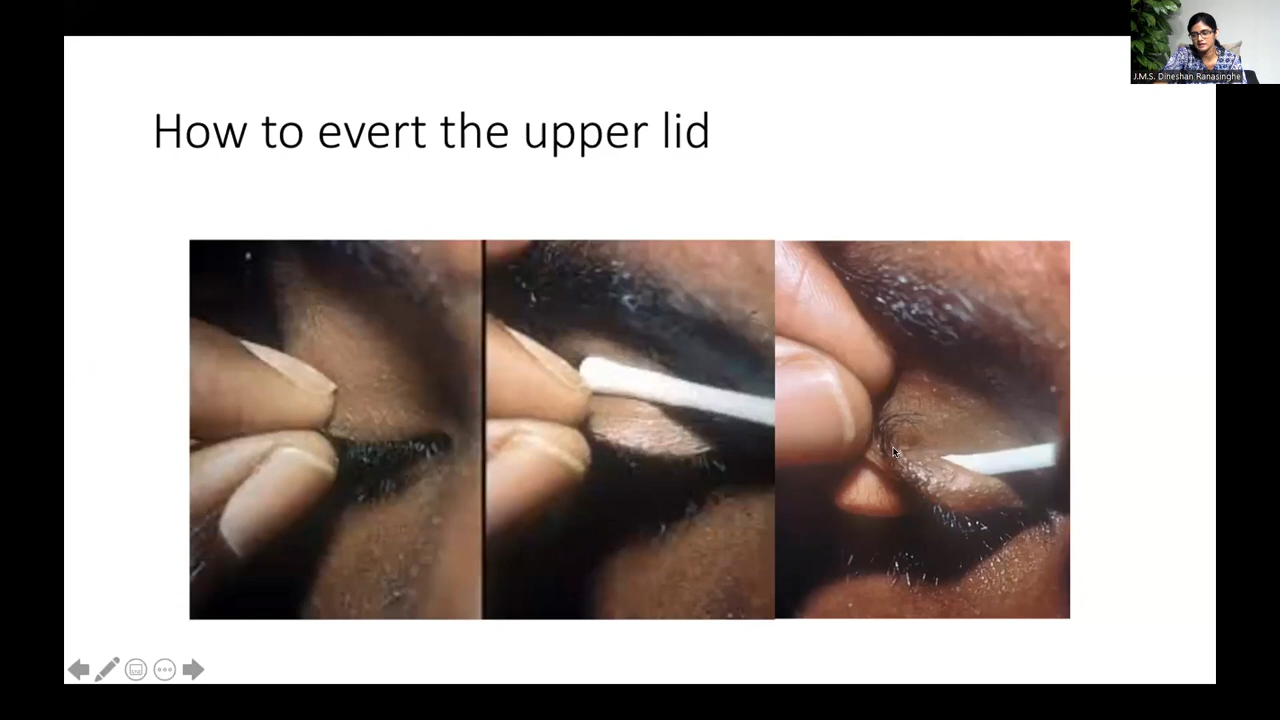 How to evert the upper lid
J.M.S. Dineshan Ranasinghe